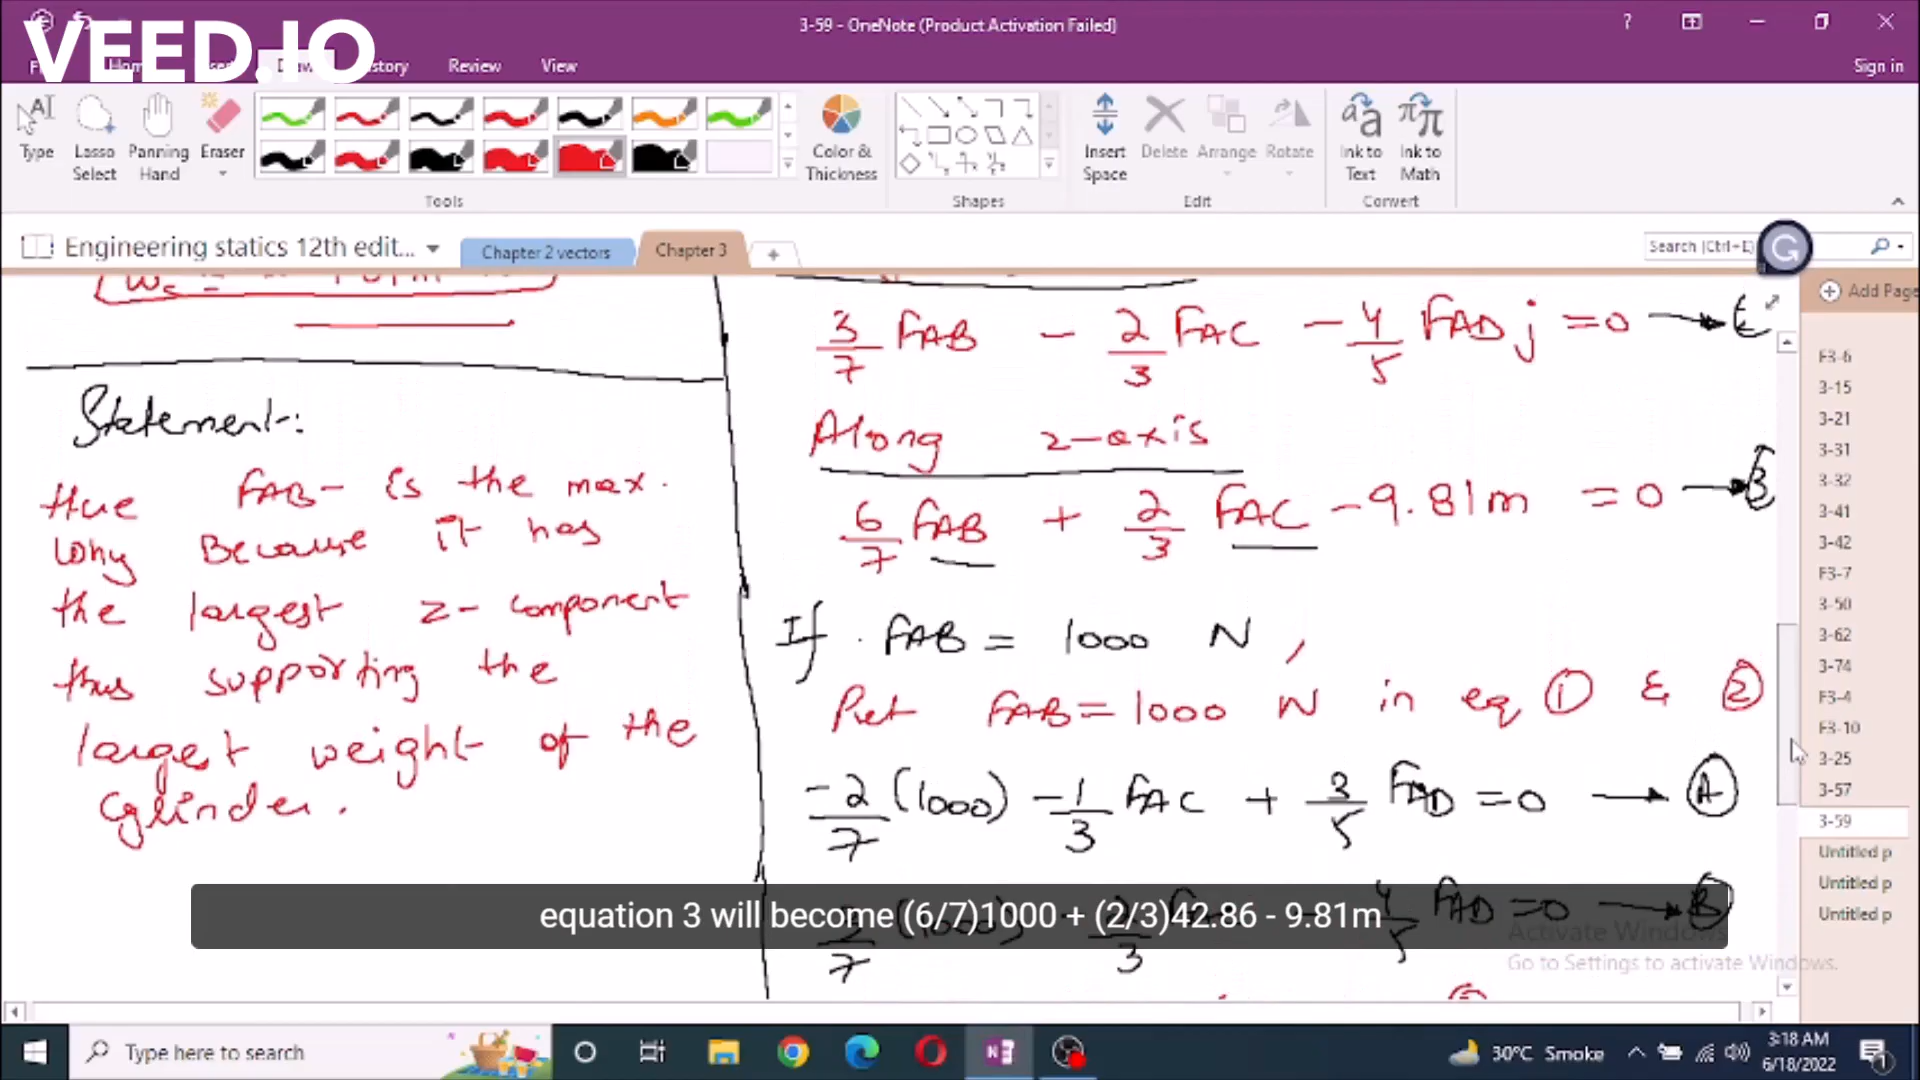 VEED.IO
3-59 - OneNote (Product Activation Failed)
Draw
Review
View
Sign in
Type
Lasso Select
Panning Hand
Eraser
Color & Thickness
Insert Space
Delete
Arrange
Rotate
Ink to Text
Ink to Math
Tools
Shapes
Edit
Convert
Engineering statics 12th edit...
Chapter 2 vectors
Chapter 3
Search (Ctrl+E)
Add Page
F3-6
3-15
3-21
3-31
3-32
3-41
3-42
F3-7
3-50
3-62
3-74
F3-4
F3-10
3-25
3-57
3-59
Untitled p
Untitled p
Untitled p
Statement:
FAB- is the max.
Why Because it has
the largest z- component
thus supporting the
largest weight of the
cylinder.
3/7 FAB - 2/3 FAC - 4/5 FADj = 0
Along z-axis
6/7 FAB + 2/3 FAC - 9.81m = 0 → 3
If FAB = 1000 N,
Put FAB = 1000 N in eq ① & ②
-2/7 (1000) - 1/3 FAC + 3/5 FAD = 0 → A
FAD = 0 → B
equation 3 will become (6/7)1000 + (2/3)42.86 - 9.81m
Activate Windows
Go to Settings to activate Windows.
Type here to search
30°C Smoke
3:18 AM
6/18/2022